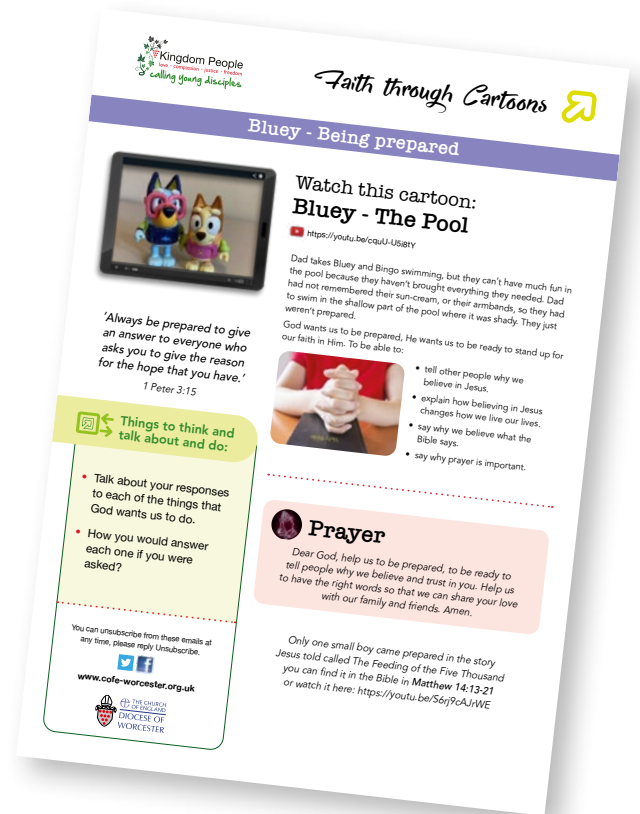 Kingdom People
love • compassion • justice • freedom
calling young disciples
Faith through Cartoons
Bluey - Being prepared
Watch this cartoon:
Bluey - The Pool
https://youtu.be/cquU-U5i8tY
Dad takes Bluey and Bingo swimming, but they can't have much fun in
the pool because they haven't brought everything they needed. Dad
had not remembered their sun-cream, or their armbands, so they had
to swim in the shallow part of the pool where it was shady. They just
weren't prepared.
God wants us to be prepared, He wants us to be ready to stand up for
our faith in Him. To be able to:
• tell other people why we
believe in Jesus.
• explain how believing in Jesus
changes how we live our lives.
• say why we believe what the
Bible says.
• say why prayer is important.
'Always be prepared to give
an answer to everyone who
asks you to give the reason
for the hope that you have.'
1 Peter 3:15
Things to think and
talk about and do:
• Talk about your responses
to each of the things that
God wants us to do.
• How you would answer
each one if you were
asked?
Prayer
Dear God, help us to be prepared, to be ready to
tell people why we believe and trust in you. Help us
to have the right words so that we can share your love
with our family and friends. Amen.
Only one small boy came prepared in the story
Jesus told called The Feeding of the Five Thousand
you can find it in the Bible in Matthew 14:13-21
or watch it here: https://youtu.be/S6rj9cAJrWE
You can unsubscribe from these emails at
any time, please reply Unsubscribe.
www.cofe-worcester.org.uk
THE CHURCH
OF ENGLAND
DIOCESE OF
WORCESTER